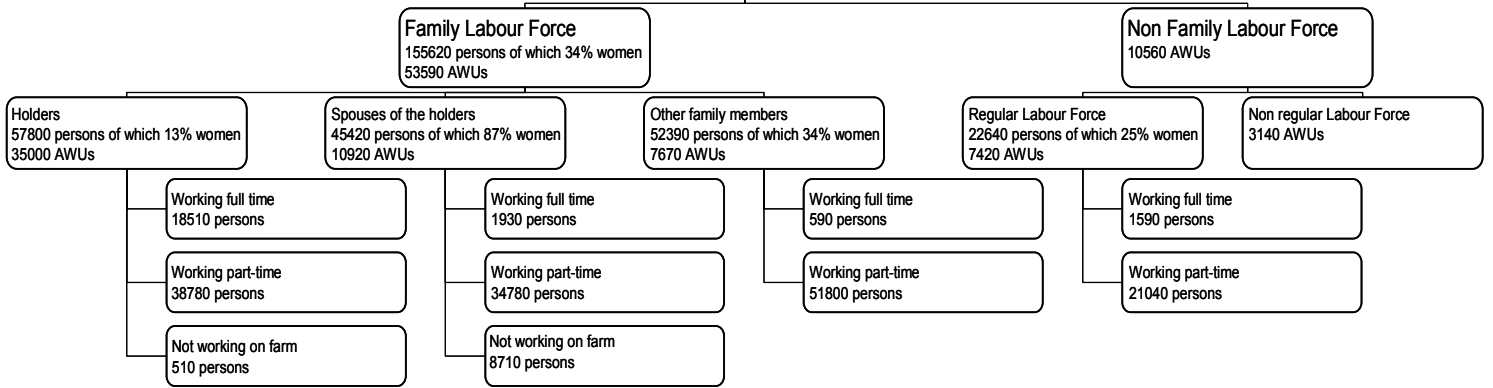 Family Labour Force
155620 persons of which 34% women
53590 AWUs
Non Family Labour Force
10560 AWUs
Holders
57800 persons of which 13% women
35000 AWUs
Spouses of the holders
45420 persons of which 87% women
10920 AWUs
Other family members
52390 persons of which 34% women
7670 AWUs
Regular Labour Force
22640 persons of which 25% women
7420 AWUs
Non regular Labour Force
3140 AWUs
Working full time
18510 persons
Working full time
1930 persons
Working full time
590 persons
Working full time
1590 persons
Working part-time
38780 persons
Working part-time
34780 persons
Working part-time
51800 persons
Working part-time
21040 persons
Not working on farm
510 persons
Not working on farm
8710 persons